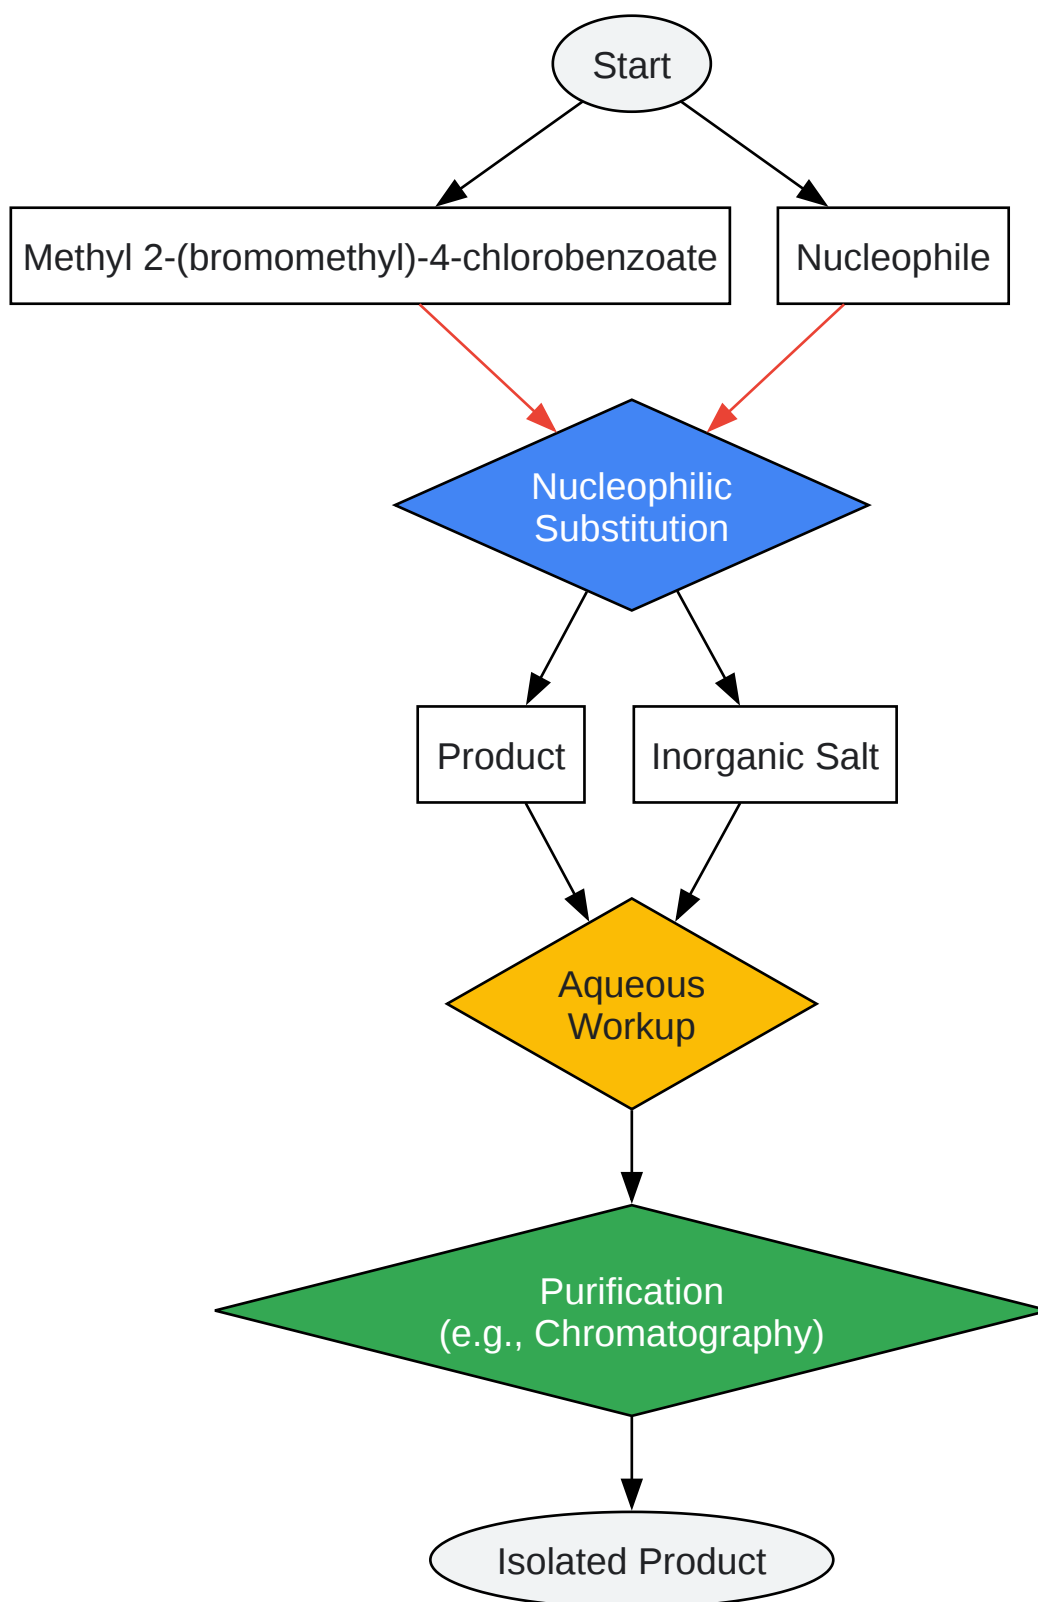 Start
Methyl 2-(bromomethyl)-4-chlorobenzoate
Nucleophile
Nucleophilic
Substitution
Product
Inorganic Salt
Aqueous
Workup
Purification
(e.g., Chromatography)
Isolated Product